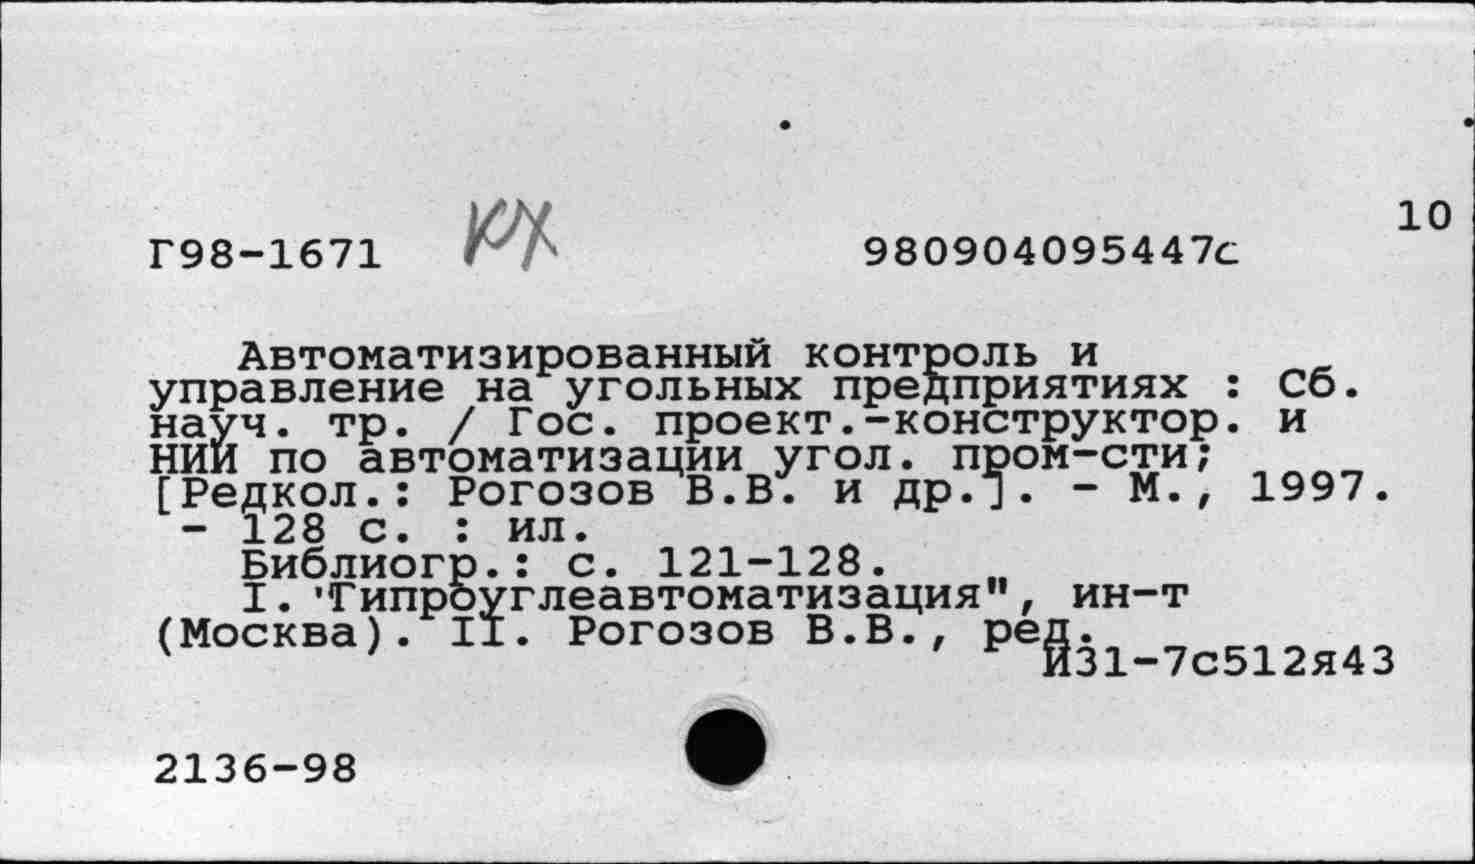 10
Г98-1671 кх 980904095447с
Автоматизированный контроль и
управление на угольных предприятиях : Сб.
науч. тр. / Гос. проект.-конструктор. и
НИИ по автоматизации угол. пром-сти;
[Редкол.: Рогозов В.В. и др.]. - М., 1997.
- 128 с. : ил.
Библиогр.: с. 121-128.
I. "Гипроуглеавтоматизация", ин-т
(Москва). II. Рогозов В.В., ред.
И31-7с512я43
2136-98